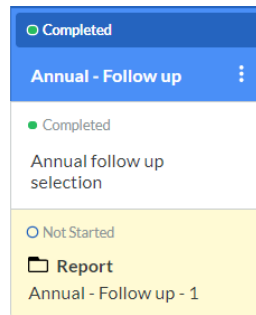 Completed
Annual - Follow up
Completed
Annual follow up
selection
Not Started
Report
Annual - Follow up - 1